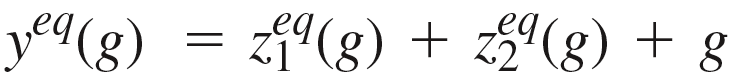 y^{eq}(g) = z_1^{eq}(g) + z_2^{eq}(g) + g